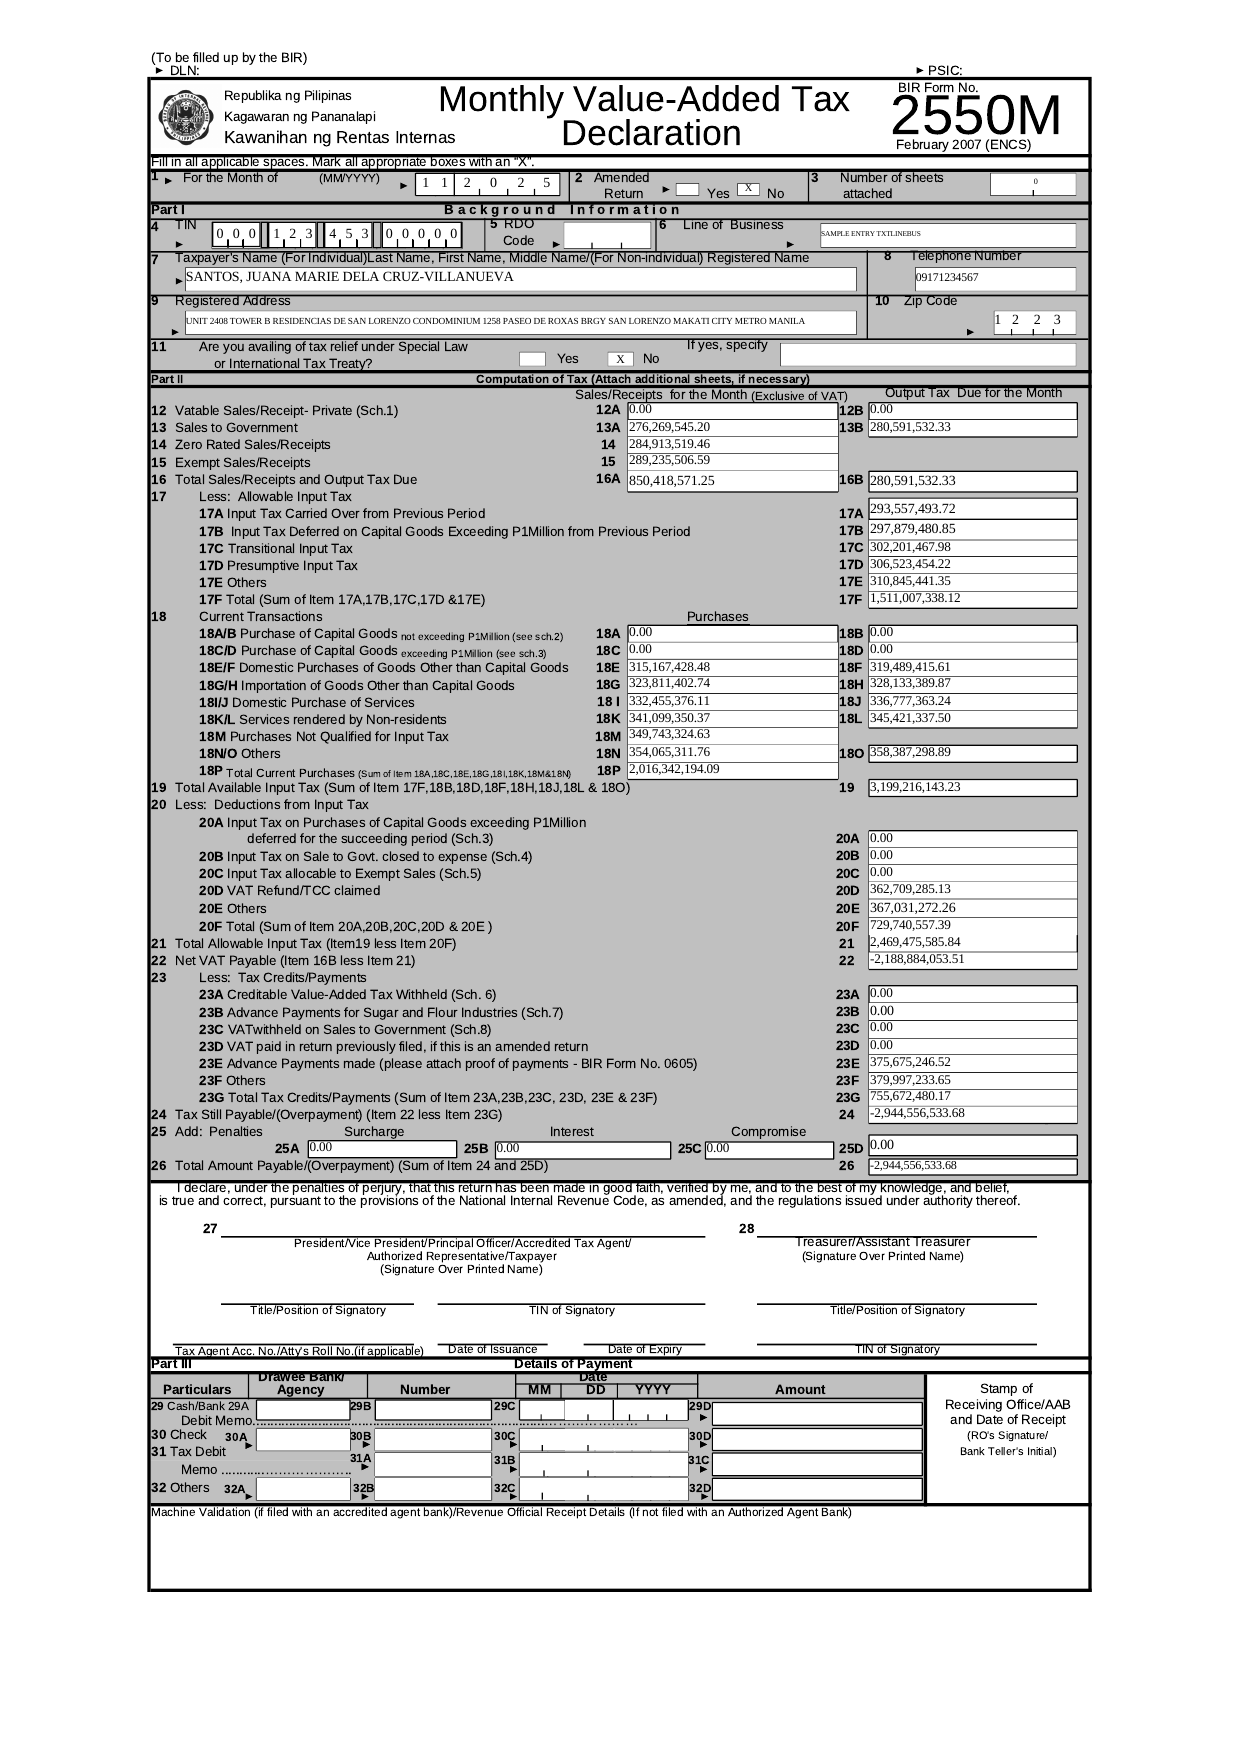 (To be filled up by the BIR)
► DLN: ► PSIC:
Republika ng Pilipinas
Kagawaran ng Pananalapi
Kawanihan ng Rentas Internas
Monthly Value-Added Tax
Declaration
BIR Form No.
2550M
February 2007 (ENCS)
Fill in all applicable spaces. Mark all appropriate boxes with an "X".
1 ► For the Month of (MM/YYYY) ► 1 1 2 0 2 5 2 Amended Return ► Yes X No 3 Number of sheets attached 0
Part I Background Information
4 TIN ► 0 0 0 1 2 3 4 5 3 0 0 0 0 0 5 RDO Code ► 6 Line of Business ► SAMPLE ENTRY TXTLINEBUS
7 Taxpayer's Name (For Individual)Last Name, First Name, Middle Name/(For Non-individual) Registered Name 8 Telephone Number
► SANTOS, JUANA MARIE DELA CRUZ-VILLANUEVA 09171234567
9 Registered Address 10 Zip Code
► UNIT 2408 TOWER B RESIDENCIAS DE SAN LORENZO CONDOMINIUM 1258 PASEO DE ROXAS BRGY SAN LORENZO MAKATI CITY METRO MANILA ► 1 2 2 3
11 Are you availing of tax relief under Special Law If yes, specify
or International Tax Treaty? Yes X No
Part II Computation of Tax (Attach additional sheets, if necessary)
Sales/Receipts for the Month (Exclusive of VAT) Output Tax Due for the Month
12 Vatable Sales/Receipt- Private (Sch.1) 12A 0.00 12B 0.00
13 Sales to Government 13A 276,269,545.20 13B 280,591,532.33
14 Zero Rated Sales/Receipts 14 284,913,519.46
15 Exempt Sales/Receipts 15 289,235,506.59
16 Total Sales/Receipts and Output Tax Due 16A 850,418,571.25 16B 280,591,532.33
17 Less: Allowable Input Tax
17A Input Tax Carried Over from Previous Period 17A 293,557,493.72
17B Input Tax Deferred on Capital Goods Exceeding P1Million from Previous Period 17B 297,879,480.85
17C Transitional Input Tax 17C 302,201,467.98
17D Presumptive Input Tax 17D 306,523,454.22
17E Others 17E 310,845,441.35
17F Total (Sum of Item 17A,17B,17C,17D &17E) 17F 1,511,007,338.12
18 Current Transactions Purchases
18A/B Purchase of Capital Goods not exceeding P1Million (see sch.2) 18A 0.00 18B 0.00
18C/D Purchase of Capital Goods exceeding P1Million (see sch.3) 18C 0.00 18D 0.00
18E/F Domestic Purchases of Goods Other than Capital Goods 18E 315,167,428.48 18F 319,489,415.61
18G/H Importation of Goods Other than Capital Goods 18G 323,811,402.74 18H 328,133,389.87
18I/J Domestic Purchase of Services 18 I 332,455,376.11 18J 336,777,363.24
18K/L Services rendered by Non-residents 18K 341,099,350.37 18L 345,421,337.50
18M Purchases Not Qualified for Input Tax 18M 349,743,324.63
18N/O Others 18N 354,065,311.76 18O 358,387,298.89
18P Total Current Purchases (Sum of Item 18A,18C,18E,18G,18I,18K,18M&18N) 18P 2,016,342,194.09
19 Total Available Input Tax (Sum of Item 17F,18B,18D,18F,18H,18J,18L & 18O) 19 3,199,216,143.23
20 Less: Deductions from Input Tax
20A Input Tax on Purchases of Capital Goods exceeding P1Million
deferred for the succeeding period (Sch.3) 20A 0.00
20B Input Tax on Sale to Govt. closed to expense (Sch.4) 20B 0.00
20C Input Tax allocable to Exempt Sales (Sch.5) 20C 0.00
20D VAT Refund/TCC claimed 20D 362,709,285.13
20E Others 20E 367,031,272.26
20F Total (Sum of Item 20A,20B,20C,20D & 20E ) 20F 729,740,557.39
21 Total Allowable Input Tax (Item19 less Item 20F) 21 2,469,475,585.84
22 Net VAT Payable (Item 16B less Item 21) 22 -2,188,884,053.51
23 Less: Tax Credits/Payments
23A Creditable Value-Added Tax Withheld (Sch. 6) 23A 0.00
23B Advance Payments for Sugar and Flour Industries (Sch.7) 23B 0.00
23C VATwithheld on Sales to Government (Sch.8) 23C 0.00
23D VAT paid in return previously filed, if this is an amended return 23D 0.00
23E Advance Payments made (please attach proof of payments - BIR Form No. 0605) 23E 375,675,246.52
23F Others 23F 379,997,233.65
23G Total Tax Credits/Payments (Sum of Item 23A,23B,23C, 23D, 23E & 23F) 23G 755,672,480.17
24 Tax Still Payable/(Overpayment) (Item 22 less Item 23G) 24 -2,944,556,533.68
25 Add: Penalties Surcharge Interest Compromise
25A 0.00 25B 0.00 25C 0.00 25D 0.00
26 Total Amount Payable/(Overpayment) (Sum of Item 24 and 25D) 26 -2,944,556,533.68
I declare, under the penalties of perjury, that this return has been made in good faith, verified by me, and to the best of my knowledge, and belief,
is true and correct, pursuant to the provisions of the National Internal Revenue Code, as amended, and the regulations issued under authority thereof.
27 28
President/Vice President/Principal Officer/Accredited Tax Agent/ Treasurer/Assistant Treasurer
Authorized Representative/Taxpayer (Signature Over Printed Name)
(Signature Over Printed Name)
Title/Position of Signatory TIN of Signatory Title/Position of Signatory
Tax Agent Acc. No./Atty's Roll No.(if applicable) Date of Issuance Date of Expiry TIN of Signatory
Part III Details of Payment
Particulars Drawee Bank/ Agency Number Date MM DD YYYY Amount
Stamp of
Receiving Office/AAB
and Date of Receipt
(RO's Signature/
Bank Teller's Initial)
29 Cash/Bank 29A 29B 29C 29D
Debit Memo ►
30 Check 30A ► 30B ► 30C ► 30D ►
31 Tax Debit 31A ► 31B ► 31C ►
Memo
32 Others 32A ► 32B ► 32C ► 32D ►
Machine Validation (if filed with an accredited agent bank)/Revenue Official Receipt Details (If not filed with an Authorized Agent Bank)